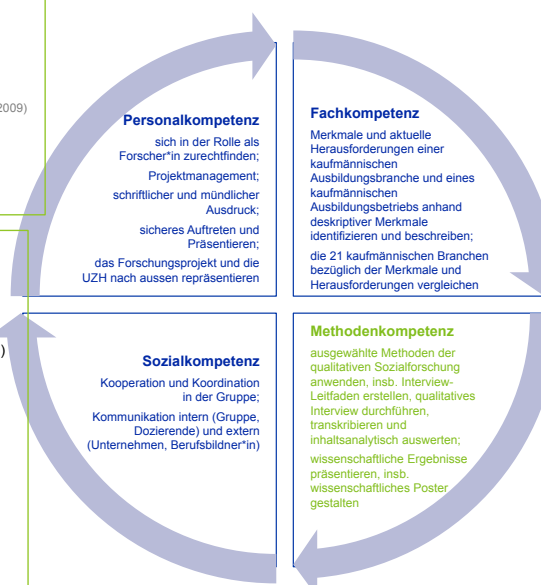 2009)
Personalkompetenz
sich in der Rolle als
Forscher*in zurechtfinden;
Projektmanagement;
schriftlicher und mündlicher
Ausdruck;
sicheres Auftreten und
Präsentieren;
das Forschungsprojekt und die
UZH nach aussen repräsentieren
Fachkompetenz
Merkmale und aktuelle
Herausforderungen einer
kaufmännischen
Ausbildungsbranche und eines
kaufmännischen
Ausbildungsbetriebs anhand
deskriptiver Merkmale
identifizieren und beschreiben;
die 21 kaufmännischen Branchen
bezüglich der Merkmale und
Herausforderungen vergleichen
)
Sozialkompetenz
Kooperation und Koordination
in der Gruppe;
Kommunikation intern (Gruppe,
Dozierende) und extern
(Unternehmen, Berufsbildner*in)
Methodenkompetenz
ausgewählte Methoden der
qualitativen Sozialforschung
anwenden, insb. Interview-
Leitfaden erstellen, qualitatives
Interview durchführen,
transkribieren und
inhaltsanalytisch auswerten;
wissenschaftliche Ergebnisse
präsentieren, insb.
wissenschaftliches Poster
gestalten